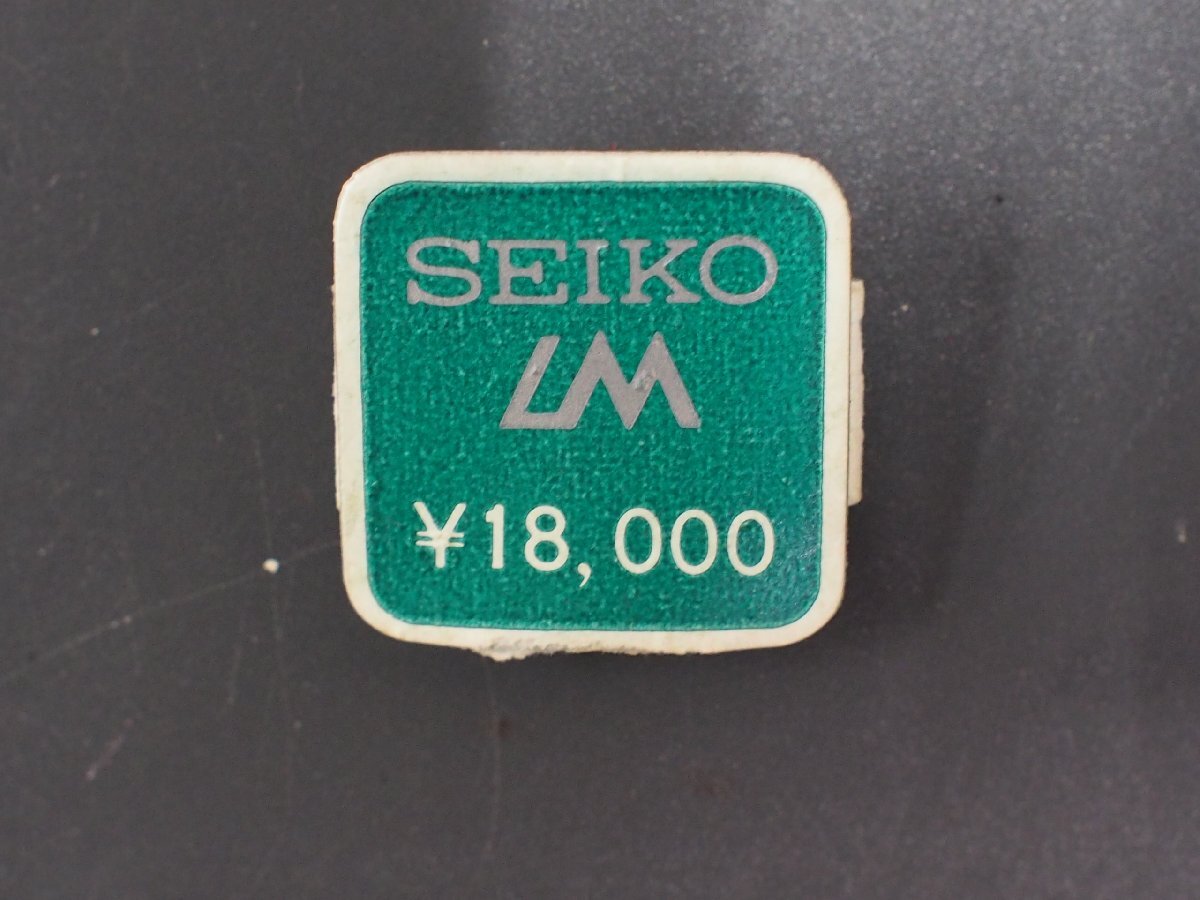 SEIKO
LM
¥18,000